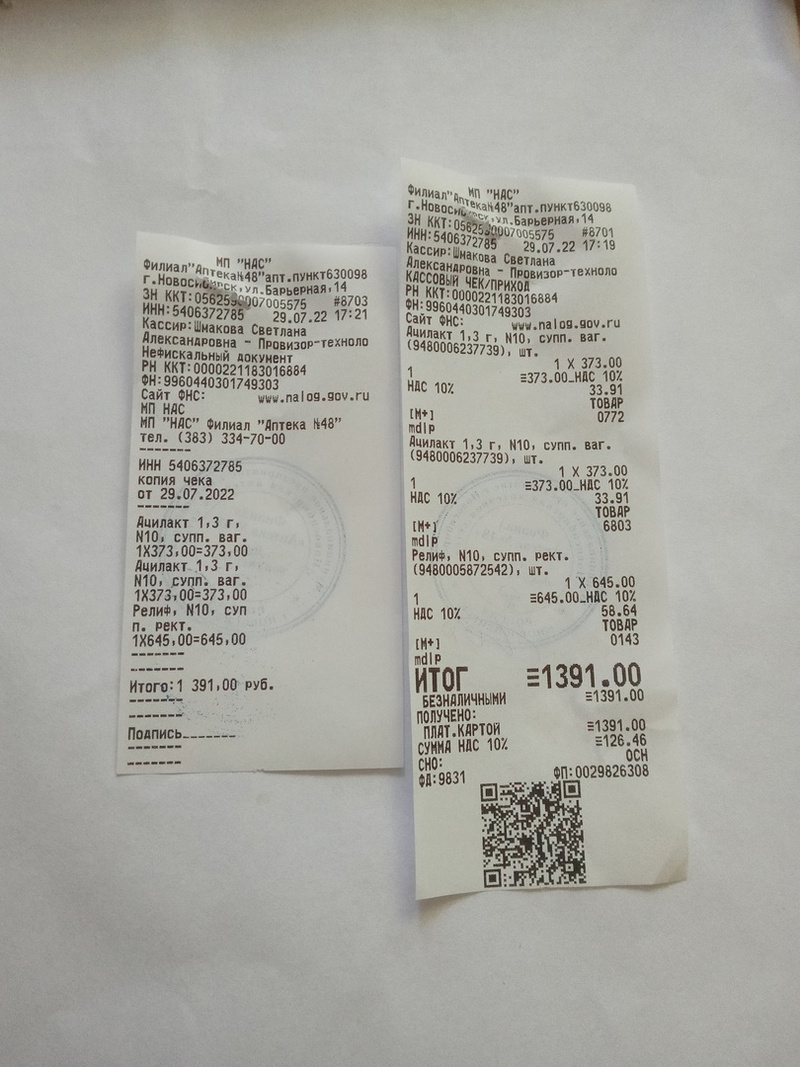 МП "НАС"
Филиал"Аптека№48"апт.пункт630098
г.Новосибирск,ул.Барьерная,14
ЗН ККТ:0562590007005575 #8703
ИНН:5406372785 29.07.22 17:21
Кассир:Шмакова Светлана
Александровна - Провизор-техноло
Нефискальный документ
РН ККТ:0000221183016884
ФН:9960440301749303
Сайт ФНС: www.nalog.gov.ru
МП НАС
МП "НАС" Филиал "Аптека №48"
тел. (383) 334-70-00
-------
ИНН 5406372785
копия чека
от 29.07.2022
-------
Ацилакт 1,3 г,
N10, супп. ваг.
1X373,00=373,00
Ацилакт 1,3 г,
N10, супп. ваг.
1X373,00=373,00
Релиф, N10, суп
п. рект.
1X645,00=645,00
-------
-------
Итого:1 391,00 руб.
-------
-------
Подпись_______
-------
-------
МП "НАС"
Филиал"Аптека№48"апт.пункт630098
г.Новосибирск,ул.Барьерная,14
ЗН ККТ:0562590007005575 #8701
ИНН:5406372785 29.07.22 17:19
Кассир:Шмакова Светлана
Александровна - Провизор-техноло
КАССОВЫЙ ЧЕК/ПРИХОД
РН ККТ:0000221183016884
ФН:9960440301749303
Сайт ФНС: www.nalog.gov.ru
Ацилакт 1,3 г, N10, супп. ваг.
(9480006237739), шт.
1 X 373.00
1 ≡373.00_НДС 10%
НДС 10% 33.91
ТОВАР
[M+] 0772
mdlp
Ацилакт 1,3 г, N10, супп. ваг.
(9480006237739), шт.
1 X 373.00
1 ≡373.00_НДС 10%
НДС 10% 33.91
ТОВАР
[M+] 6803
mdlp
Релиф, N10, супп. рект.
(9480005872542), шт.
1 X 645.00
1 ≡645.00_НДС 10%
НДС 10% 58.64
ТОВАР
[M+] 0143
mdlp
ИТОГ ≡1391.00
БЕЗНАЛИЧНЫМИ ≡1391.00
ПОЛУЧЕНО:
ПЛАТ.КАРТОЙ ≡1391.00
СУММА НДС 10% ≡126.46
СНО: ОСН
ФД:9831 ФП:0029826308